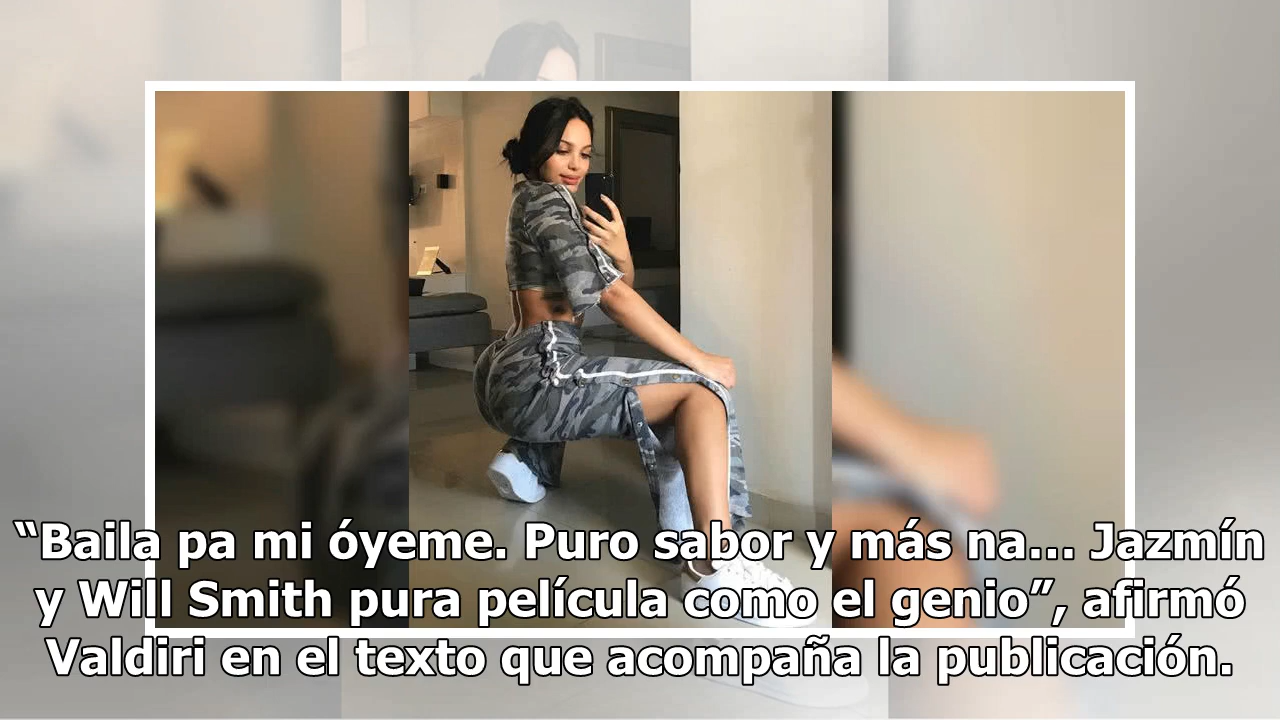 “Baila pa mi óyeme. Puro sabor y más na... Jazmín
y Will Smith pura película como el genio”, afirmó
Valdiri en el texto que acompaña la publicación.